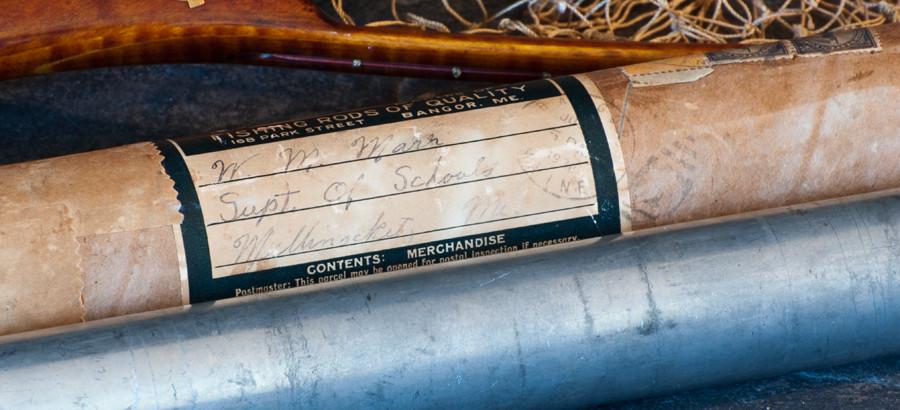 FISHING RODS OF QUALITY
168 PARK STREET BANGOR, ME.
W. M. Marr
Supt. Of Schools
Millinocket, Me.
CONTENTS: MERCHANDISE
Postmaster: This parcel may be opened for postal inspection if necessary.